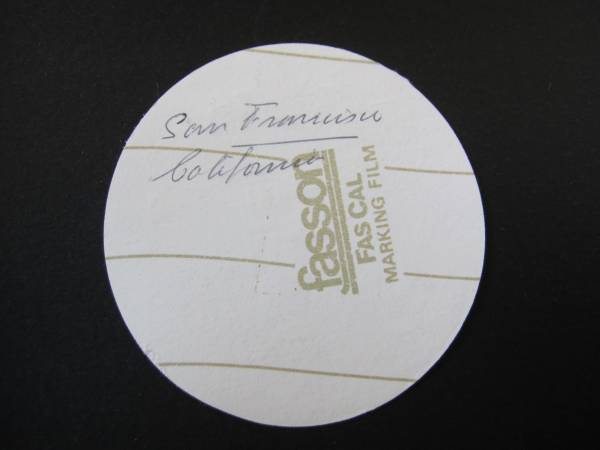 San Francisco
California
fasson
FAS CAL
MARKING FILM